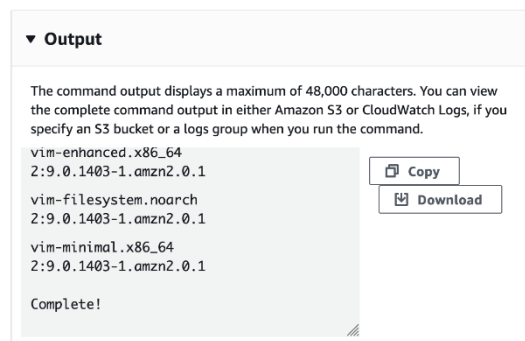 Output
The command output displays a maximum of 48,000 characters. You can view
the complete command output in either Amazon S3 or CloudWatch Logs, if you
specify an S3 bucket or a logs group when you run the command.
vim-enhanced.x86_64
2:9.0.1403-1.amzn2.0.1
vim-filesystem.noarch
2:9.0.1403-1.amzn2.0.1
vim-minimal.x86_64
2:9.0.1403-1.amzn2.0.1
Complete!
Copy
Download